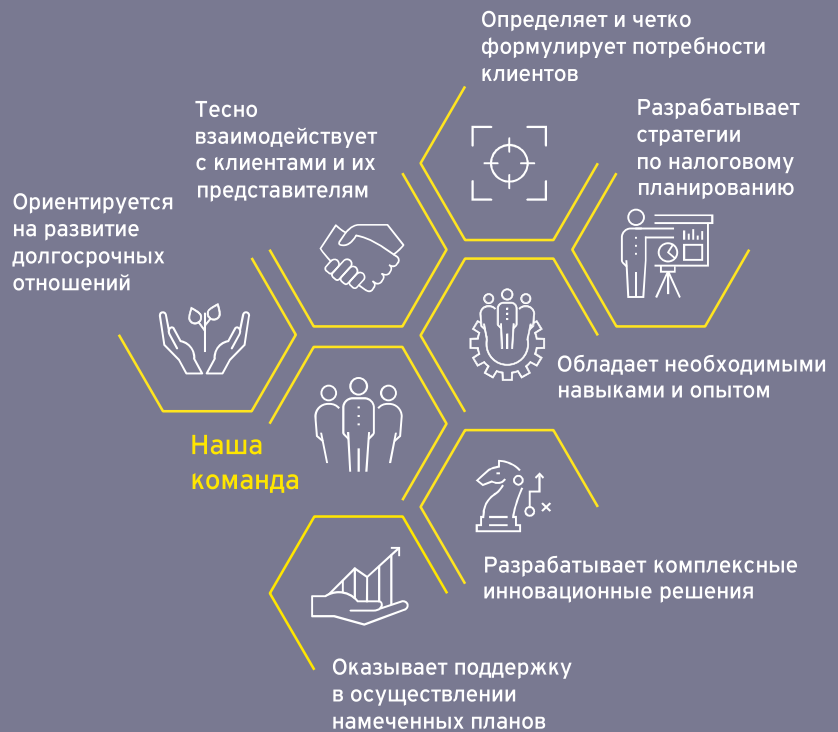 Определяет и четко
формулирует потребности
клиентов
Тесно
взаимодействует
с клиентами и их
представителям
Разрабатывает
стратегии
по налоговому
планированию
Ориентируется
на развитие
долгосрочных
отношений
Обладает необходимыми
навыками и опытом
Наша
команда
Разрабатывает комплексные
инновационные решения
Оказывает поддержку
в осуществлении
намеченных планов